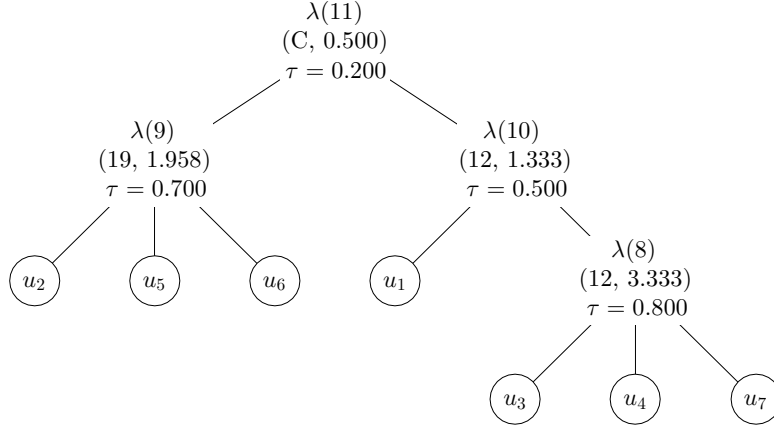 λ(11)
(C, 0.500)
τ = 0.200
λ(9)
(19, 1.958)
τ = 0.700
λ(10)
(12, 1.333)
τ = 0.500
u₂
u₅
u₆
u₁
λ(8)
(12, 3.333)
τ = 0.800
u₃
u₄
u₇